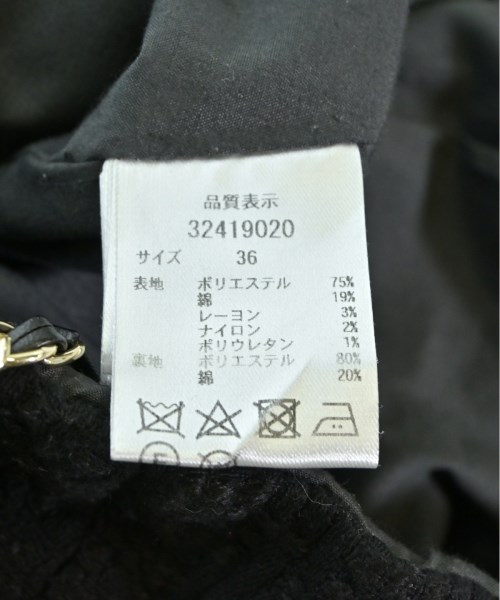 品質表示
32419020
サイズ 36
表地 ポリエステル 75%
綿 19%
レーヨン 3%
ナイロン 2%
ポリウレタン 1%
裏地 ポリエステル 80%
綿 20%